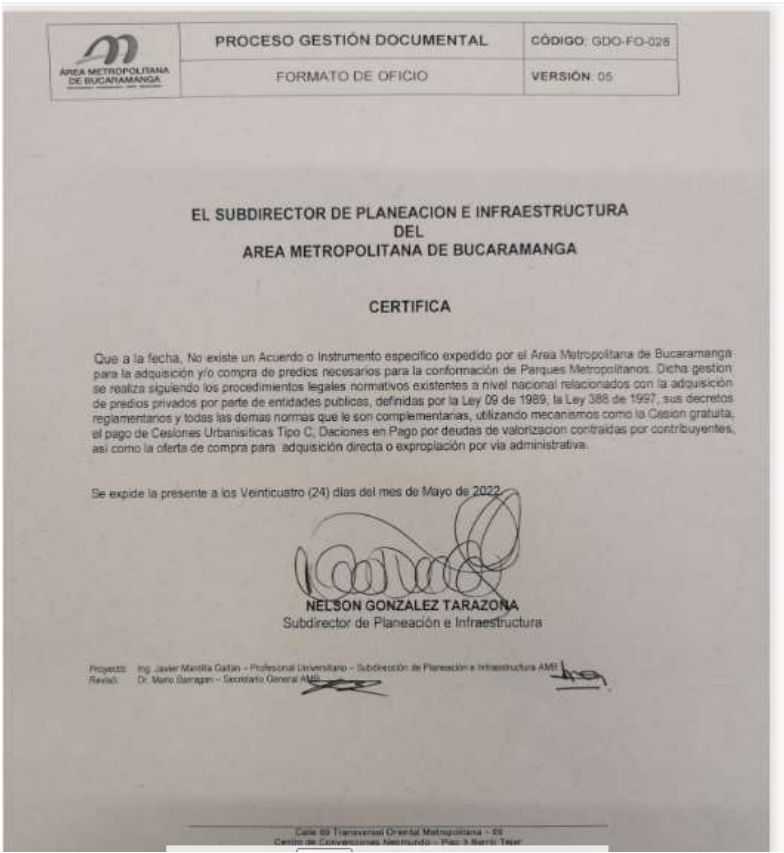 PROCESO GESTIÓN DOCUMENTAL
CÓDIGO: GDO-FO-028
AREA METROPOLITANA
DE BUCARAMANGA
FORMATO DE OFICIO
VERSIÓN: 05
EL SUBDIRECTOR DE PLANEACION E INFRAESTRUCTURA
DEL
AREA METROPOLITANA DE BUCARAMANGA
CERTIFICA
Que a la fecha, No existe un Acuerdo o Instrumento especifico expedido por el Area Metropolitana de Bucaramanga
para la adquisición y/o compra de predios necesarios para la conformación de Parques Metropolitanos. Dicha gestion
se realiza siguiendo los procedimientos legales normativos existentes a nivel nacional relacionados con la adquisición
de predios privados por parte de entidades publicas, definidas por la Ley 09 de 1989, la Ley 388 de 1997, sus decretos
reglamentarios y todas las demas normas que le son complementarias, utilizando mecanismos como la Cesion gratuita,
el pago de Cesiones Urbanisiticas Tipo C, Daciones en Pago por deudas de valorizacion contraidas por contribuyentes,
asi como la oferta de compra para adquisición directa o expropiación por via administrativa.
Se expide la presente a los Veinticuatro (24) dias del mes de Mayo de 2022
NELSON GONZALEZ TARAZONA
Subdirector de Planeación e Infraestructura
Proyectó: Ing. Javier Mantilla Gaitan – Profesional Universitario – Subdirección de Planeación e Infraestructura AMB
Revisó: Dr. Mario Barragan – Secretario General AMB
Calle 89 Transversal Oriental Metropolitana – 69
Centro de Convenciones Neomundo – Piso 3 Barrio Tejar